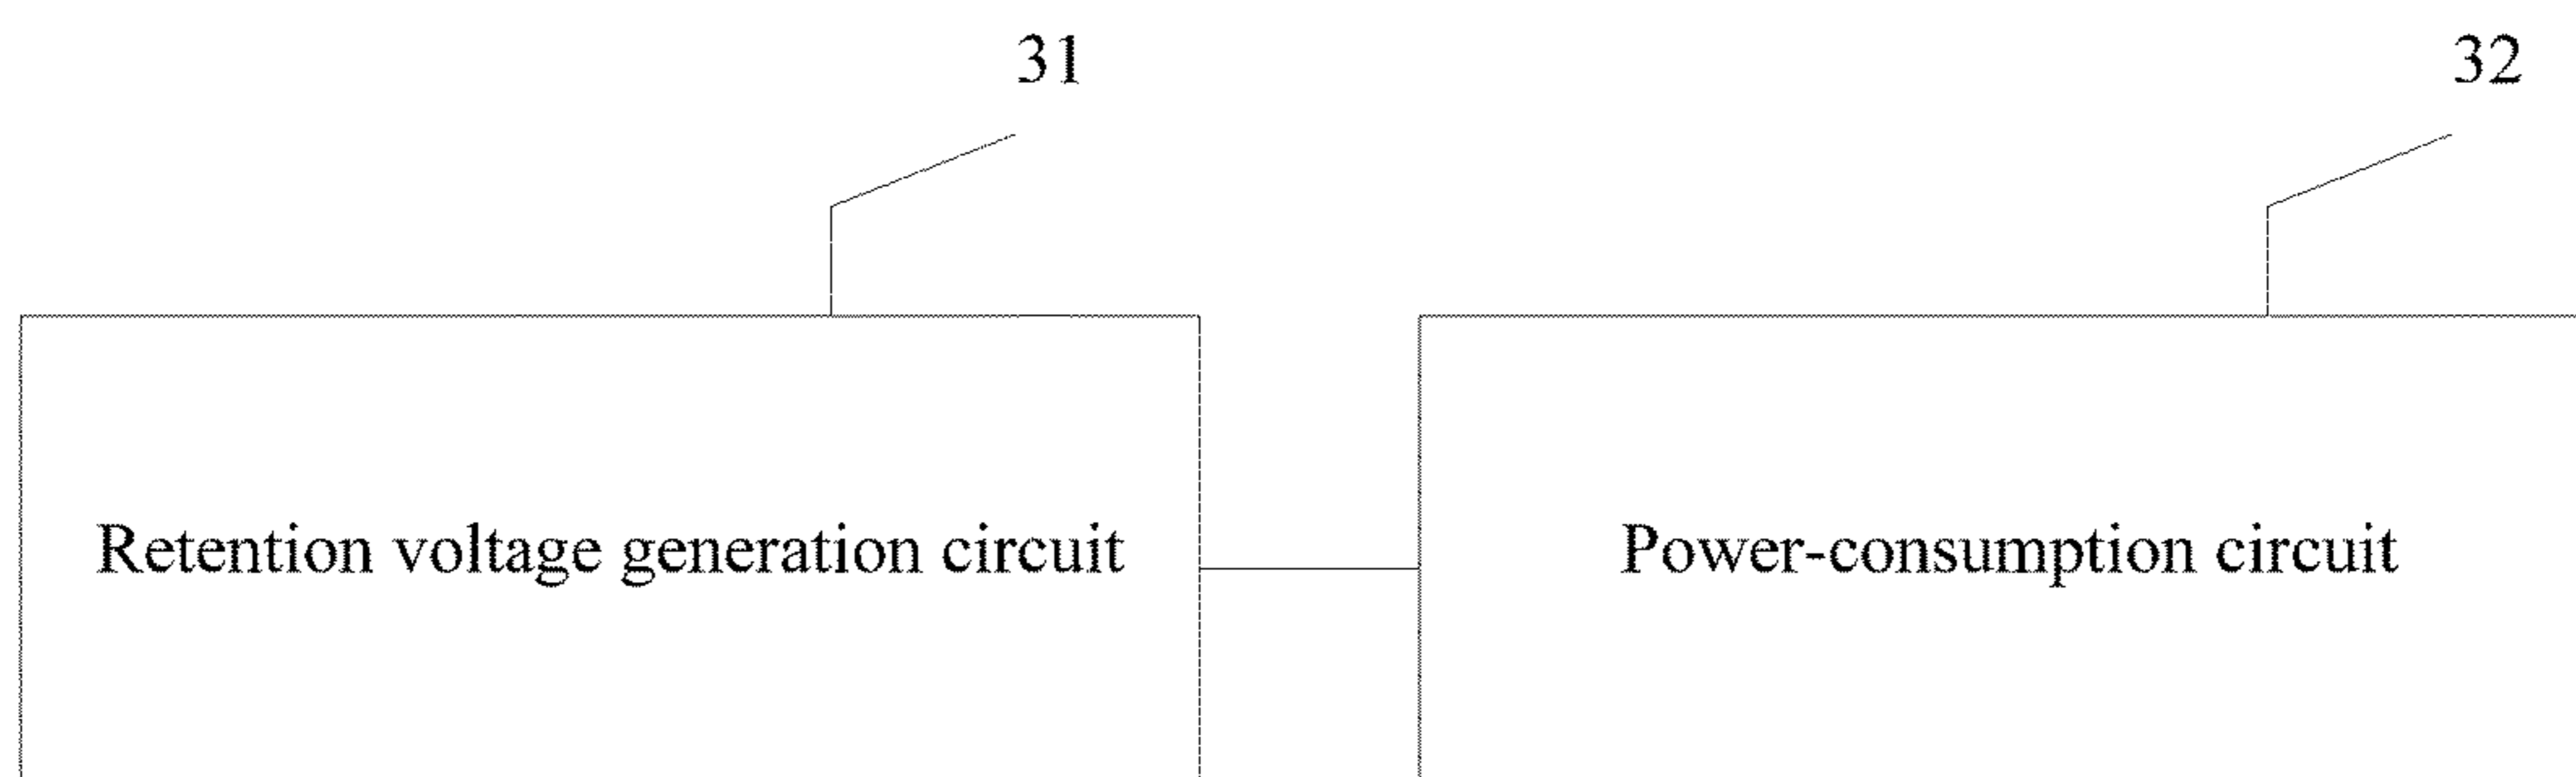 31
32
Retention voltage generation circuit
Power-consumption circuit